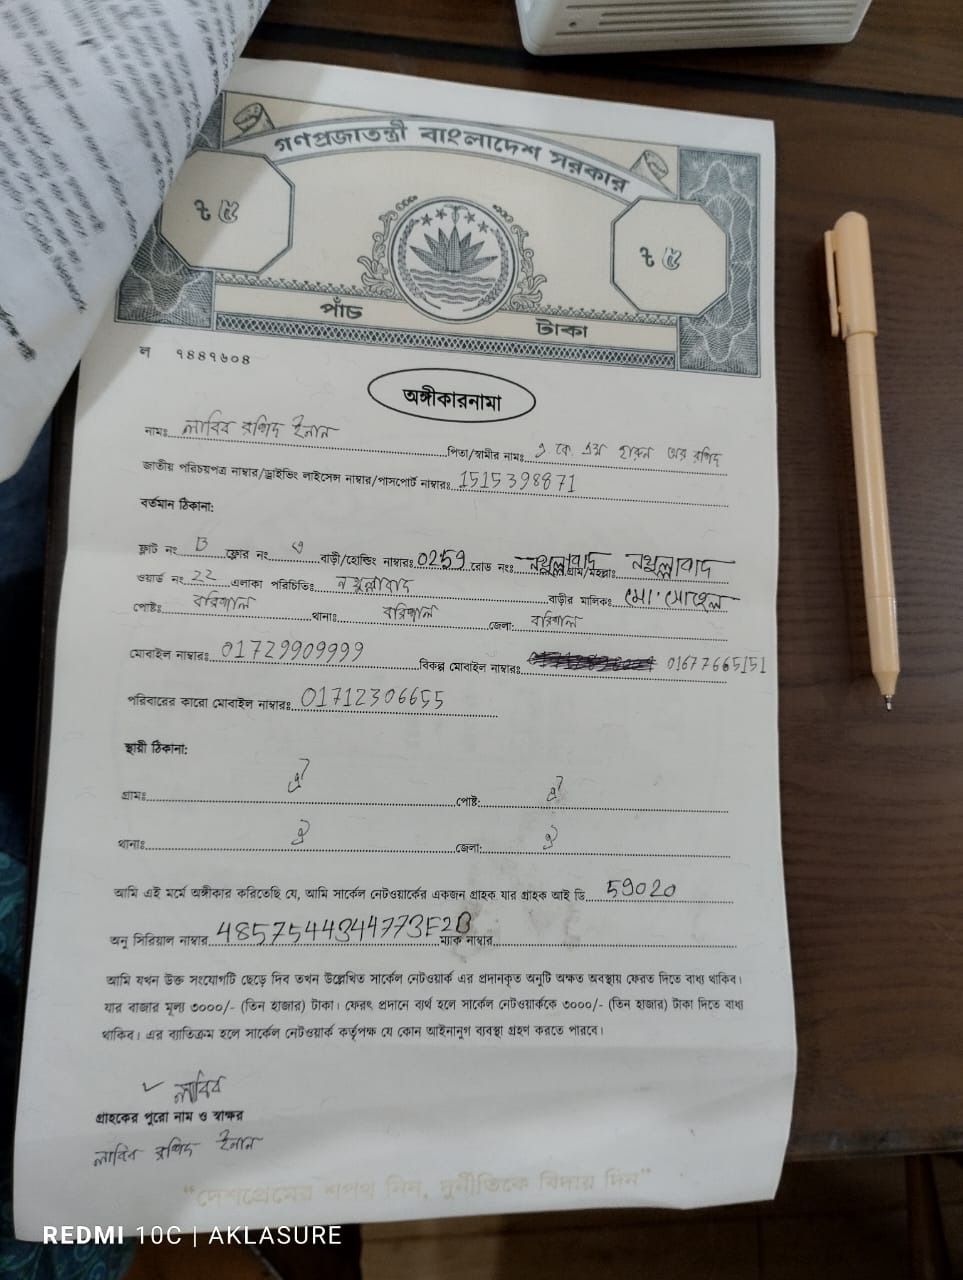 গণপ্রজাতন্ত্রী বাংলাদেশ সরকার
৳ ৫ ৳ ৫
পাঁচ টাকা
ল ৭৪৪৭৬০৪
অঙ্গীকারনামা
নামঃ লাবিব রশিদ ইনান পিতা/স্বামীর নামঃ এ. কে. এম হারুন অর রশিদ
জাতীয় পরিচয়পত্র নাম্বার/ড্রাইভিং লাইসেন্স নাম্বার/পাসপোর্ট নাম্বারঃ 1515398871
বর্তমান ঠিকানা:
ফ্লাট নং B ফ্লোর নং বাড়ী/হোল্ডিং নাম্বারঃ 0259 রোড নংঃ নথুল্লাবাদ গ্রাম/মহল্লাঃ নথুল্লাবাদ
ওয়ার্ড নং 22 এলাকা পরিচিতিঃ নথুল্লাবাদ বাড়ীর মালিকঃ মো. সোহেল
পোষ্টঃ বরিশাল থানাঃ বরিশাল জেলা: বরিশাল
মোবাইল নাম্বারঃ 01729909999 বিকল্প মোবাইল নাম্বারঃ 01677665151
পরিবারের কারো মোবাইল নাম্বারঃ 01712306655
স্থায়ী ঠিকানা:
গ্রামঃ ঐ পোষ্ট: ঐ
থানাঃ ঐ জেলা: ঐ
আমি এই মর্মে অঙ্গীকার করিতেছি যে, আমি সার্কেল নেটওয়ার্কের একজন গ্রাহক যার গ্রাহক আই ডি 59020
অনু সিরিয়াল নাম্বার 4857544344773F2B ম্যাক নাম্বার
আমি যখন উক্ত সংযোগটি ছেড়ে দিব তখন উল্লেখিত সার্কেল নেটওয়ার্ক এর প্রদানকৃত অনুটি অক্ষত অবস্থায় ফেরত দিতে বাধ্য থাকিব।
যার বাজার মূল্য ৩০০০/- (তিন হাজার) টাকা। ফেরৎ প্রদানে ব্যর্থ হলে সার্কেল নেটওয়ার্ককে ৩০০০/- (তিন হাজার) টাকা দিতে বাধ্য
থাকিব। এর ব্যতিক্রম হলে সার্কেল নেটওয়ার্ক কর্তৃপক্ষ যে কোন আইনানুগ ব্যবস্থা গ্রহণ করতে পারবে।
লাবিব
গ্রাহকের পুরো নাম ও স্বাক্ষর
লাবিব রশিদ ইনান
“দেশপ্রেমের শপথ নিন, দুর্নীতিকে বিদায় দিন”
REDMI 10C | AKLASURE